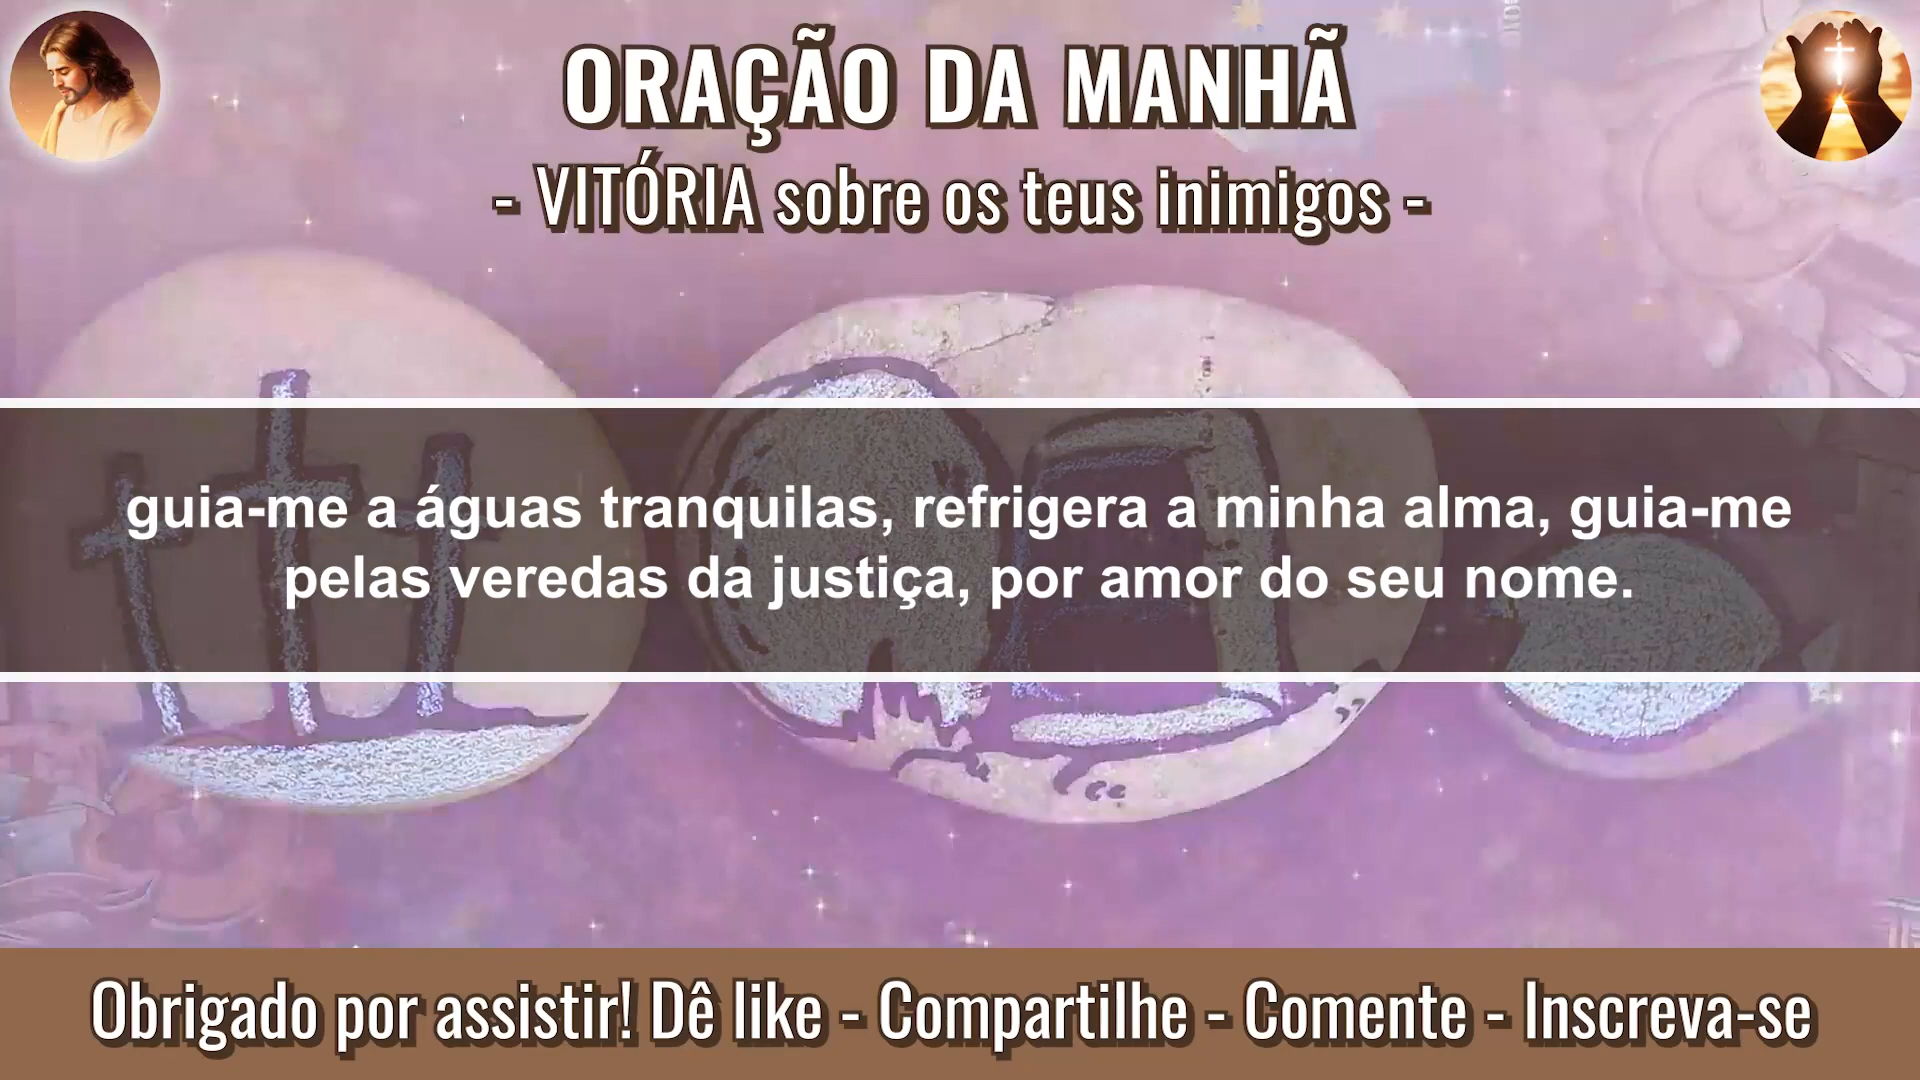 ORAÇÃO DA MANHÃ
- VITÓRIA sobre os teus inimigos -
guia-me a águas tranquilas, refrigera a minha alma, guia-me
pelas veredas da justiça, por amor do seu nome.
Obrigado por assistir! Dê like - Compartilhe - Comente - Inscreva-se